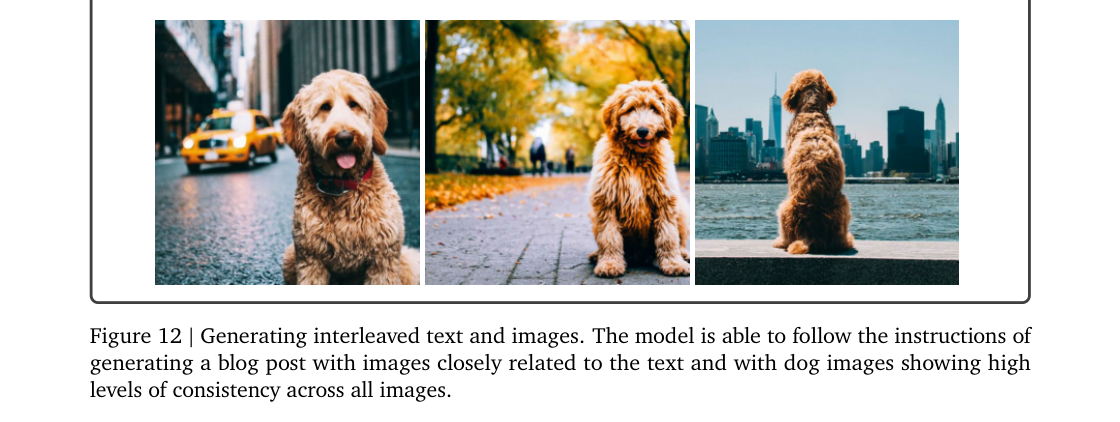 Figure 12 | Generating interleaved text and images. The model is able to follow the instructions of
generating a blog post with images closely related to the text and with dog images showing high
levels of consistency across all images.